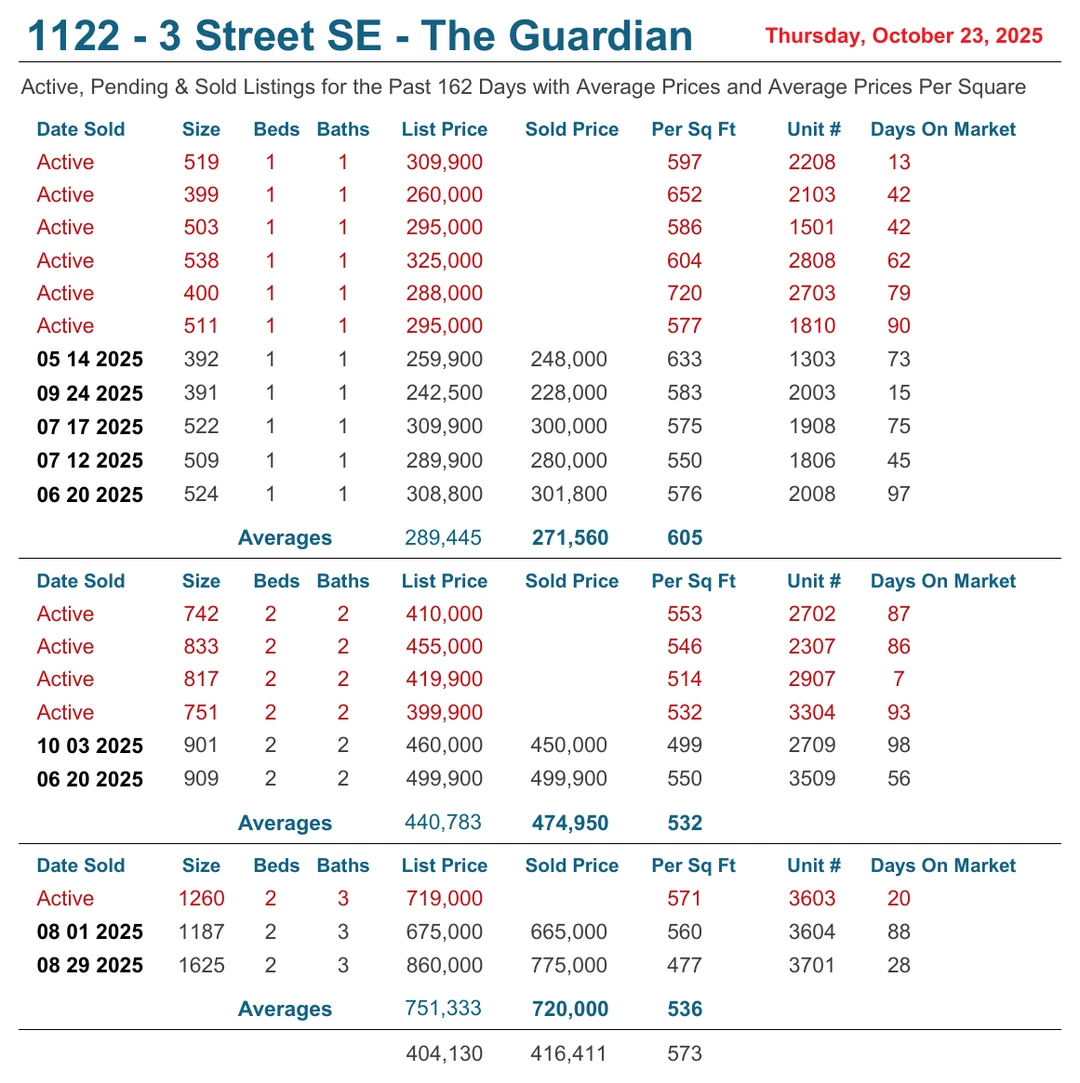 1122 - 3 Street SE - The Guardian Thursday, October 23, 2025
Active, Pending & Sold Listings for the Past 162 Days with Average Prices and Average Prices Per Square
Date Sold Size Beds Baths List Price Sold Price Per Sq Ft Unit # Days On Market
Active 519 1 1 309,900 597 2208 13
Active 399 1 1 260,000 652 2103 42
Active 503 1 1 295,000 586 1501 42
Active 538 1 1 325,000 604 2808 62
Active 400 1 1 288,000 720 2703 79
Active 511 1 1 295,000 577 1810 90
05 14 2025 392 1 1 259,900 248,000 633 1303 73
09 24 2025 391 1 1 242,500 228,000 583 2003 15
07 17 2025 522 1 1 309,900 300,000 575 1908 75
07 12 2025 509 1 1 289,900 280,000 550 1806 45
06 20 2025 524 1 1 308,800 301,800 576 2008 97
Averages 289,445 271,560 605
Date Sold Size Beds Baths List Price Sold Price Per Sq Ft Unit # Days On Market
Active 742 2 2 410,000 553 2702 87
Active 833 2 2 455,000 546 2307 86
Active 817 2 2 419,900 514 2907 7
Active 751 2 2 399,900 532 3304 93
10 03 2025 901 2 2 460,000 450,000 499 2709 98
06 20 2025 909 2 2 499,900 499,900 550 3509 56
Averages 440,783 474,950 532
Date Sold Size Beds Baths List Price Sold Price Per Sq Ft Unit # Days On Market
Active 1260 2 3 719,000 571 3603 20
08 01 2025 1187 2 3 675,000 665,000 560 3604 88
08 29 2025 1625 2 3 860,000 775,000 477 3701 28
Averages 751,333 720,000 536
404,130 416,411 573